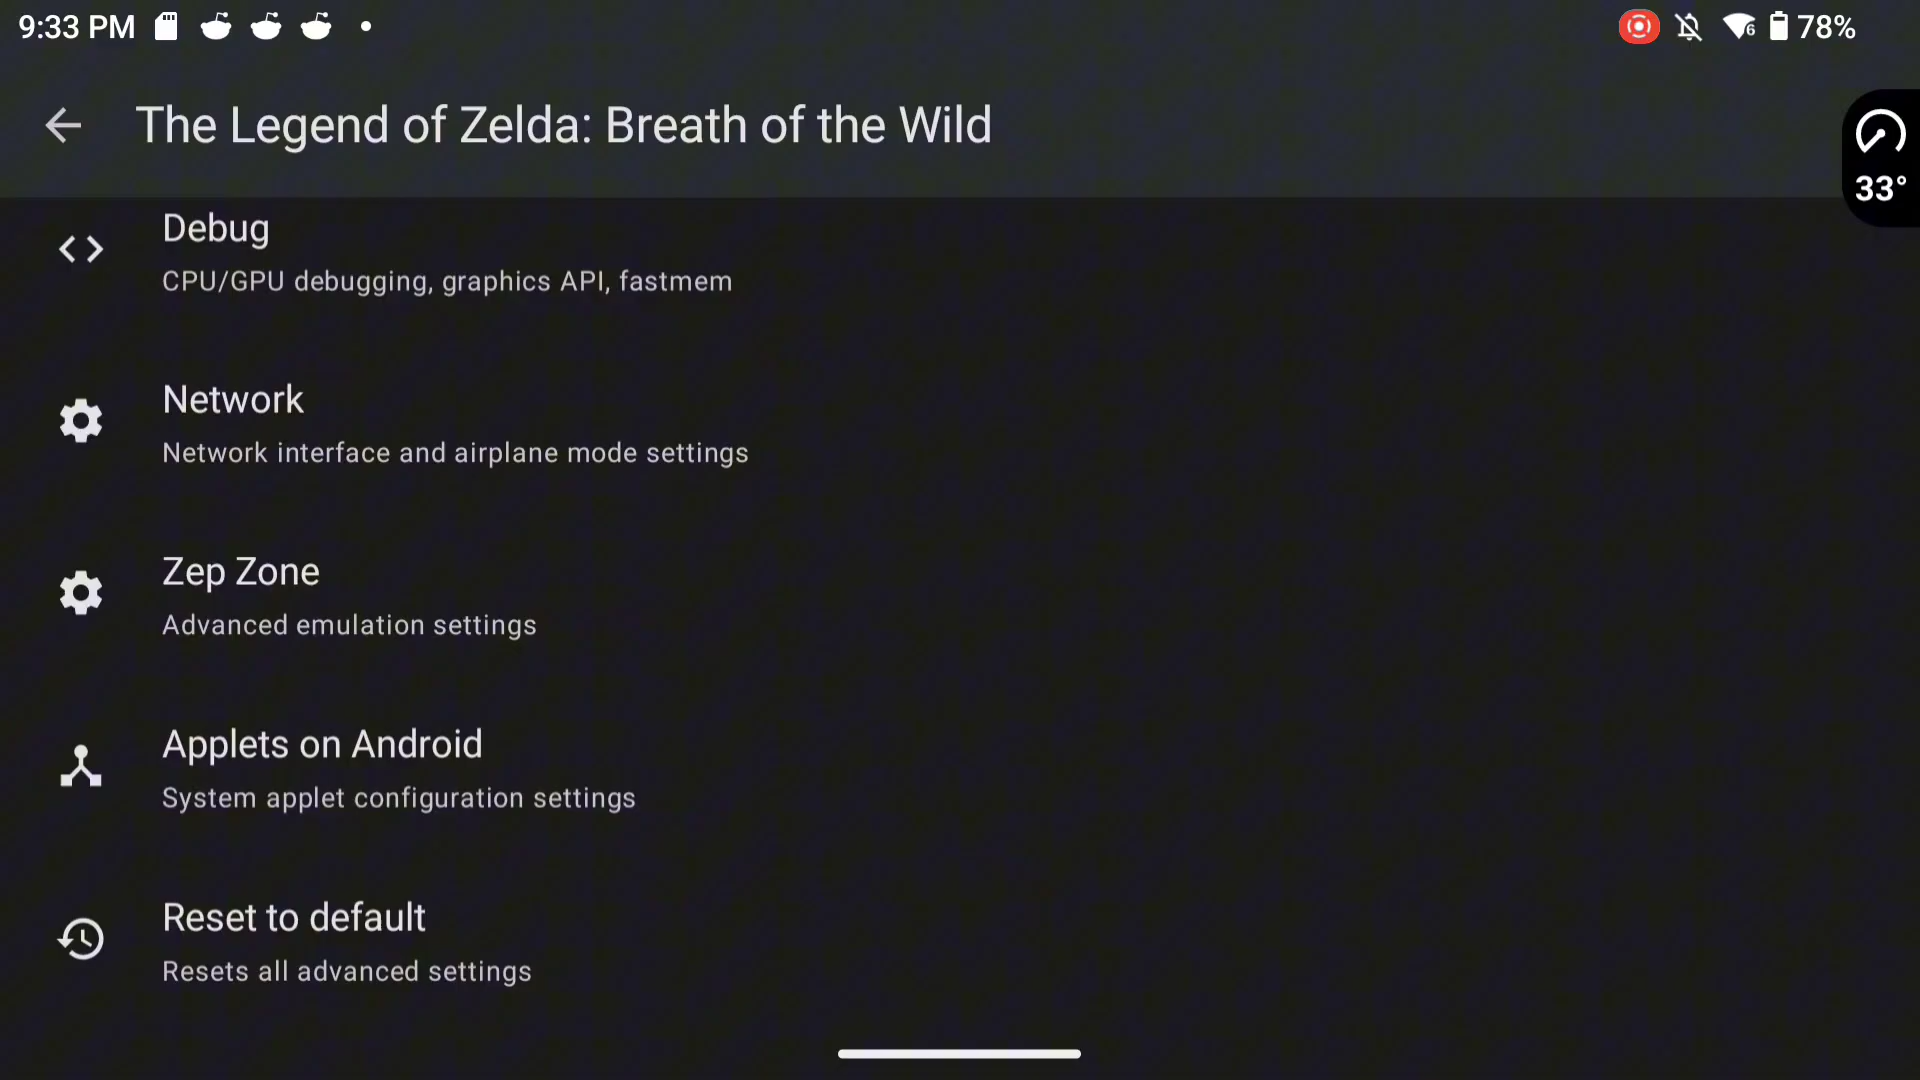 9:33 PM
6
78%
The Legend of Zelda: Breath of the Wild
33°
Debug
CPU/GPU debugging, graphics API, fastmem
Network
Network interface and airplane mode settings
Zep Zone
Advanced emulation settings
Applets on Android
System applet configuration settings
Reset to default
Resets all advanced settings